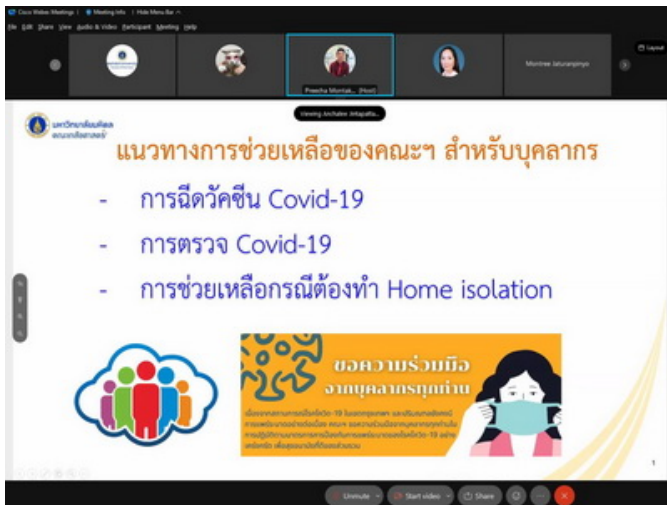 Cisco Webex Meetings
Meeting Info
Hide Menu Bar
File Edit Share View Audio & Video Participant Meeting Help
Layout
Preecha Montak... (Host)
Montree Jaturanpinyo
Viewing Anchalee Jintapattan...
มหาวิทยาลัยมหิดล
คณะเภสัชศาสตร์
แนวทางการช่วยเหลือของคณะฯ สำหรับบุคลากร
- การฉีดวัคซีน Covid-19
- การตรวจ Covid-19
- การช่วยเหลือกรณีต้องทำ Home isolation
ขอความร่วมมือ
จากบุคลากรทุกท่าน
1
Unmute
Start video
Share